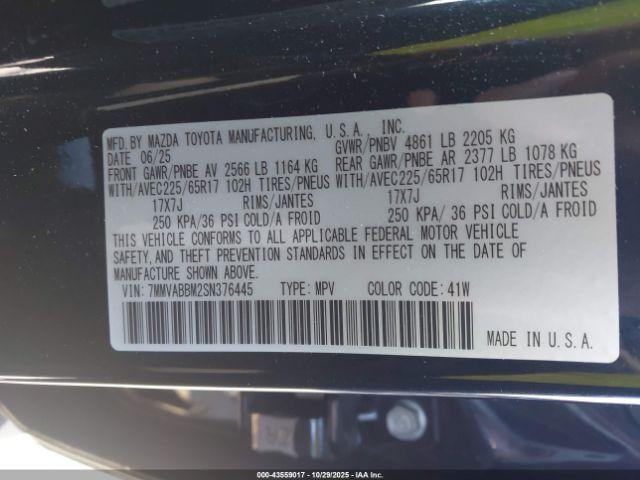 MFD. BY MAZDA TOYOTA MANUFACTURING, U.S.A. INC.
DATE 06/25 GVWR/PNBV 4861 LB 2205 KG
FRONT GAWR/PNBE AV 2566 LB 1164 KG REAR GAWR/PNBE AR 2377 LB 1078 KG
WITH/AVEC225/65R17 102H TIRES/PNEUS WITH/AVEC225/65R17 102H TIRES/PNEUS
17X7J RIMS/JANTES 17X7J RIMS/JANTES
250 KPA/36 PSI COLD/A FROID 250 KPA/ 36 PSI COLD/A FROID
THIS VEHICLE CONFORMS TO ALL APPLICABLE FEDERAL MOTOR VEHICLE
SAFETY, AND THEFT PREVENTION STANDARDS IN EFFECT ON THE DATE OF
MANUFACTURE SHOWN ABOVE.
VIN: 7MMVABBM2SN376445 TYPE: MPV COLOR CODE: 41W
MADE IN U.S.A.
000-43559017 - 10/29/2025 - IAAI.COM